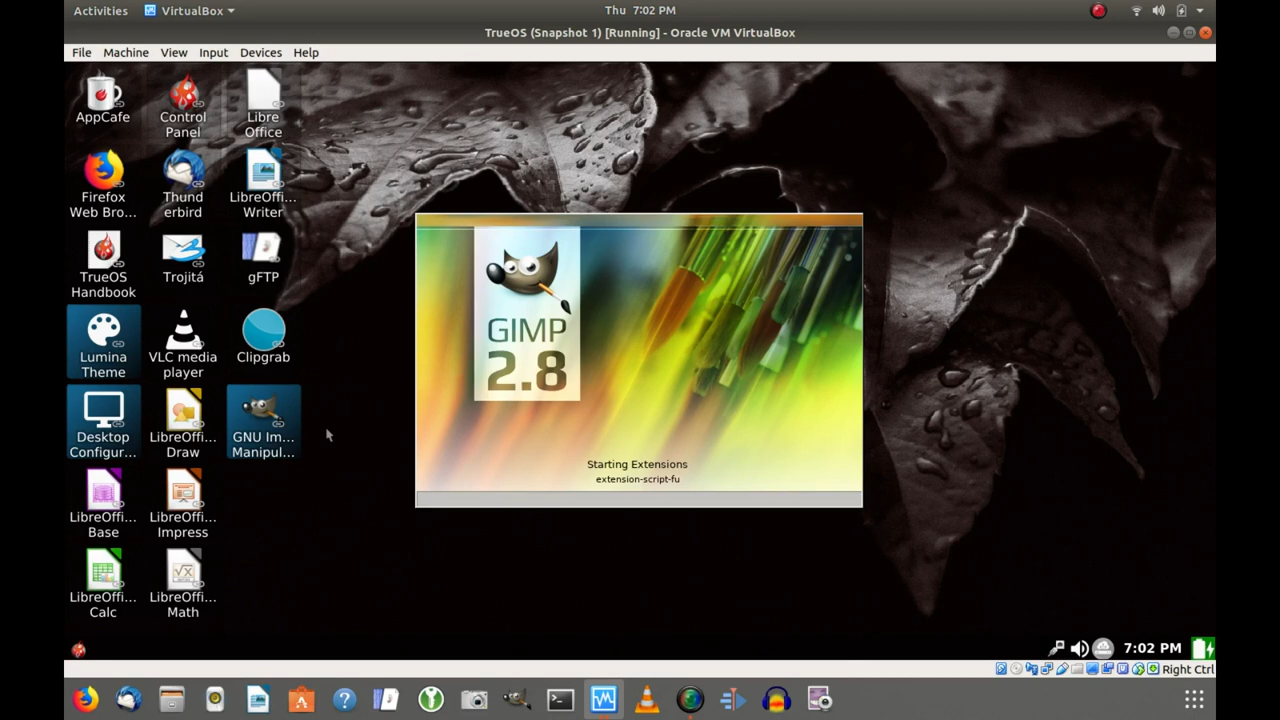 Activities VirtualBox Thu 7:02 PM
TrueOS (Snapshot 1) [Running] - Oracle VM VirtualBox
File Machine View Input Devices Help
AppCafe
Control
Panel
Libre
Office
Firefox
Web Bro...
Thund
erbird
LibreOffi...
Writer
TrueOS
Handbook
Trojitá
gFTP
Lumina
Theme
VLC media
player
Clipgrab
Desktop
Configur...
LibreOffi...
Draw
GNU Im...
Manipul...
LibreOffi...
Base
LibreOffi...
Impress
LibreOffi...
Calc
LibreOffi...
Math
GIMP
2.8
Starting Extensions
extension-script-fu
7:02 PM
Right Ctrl